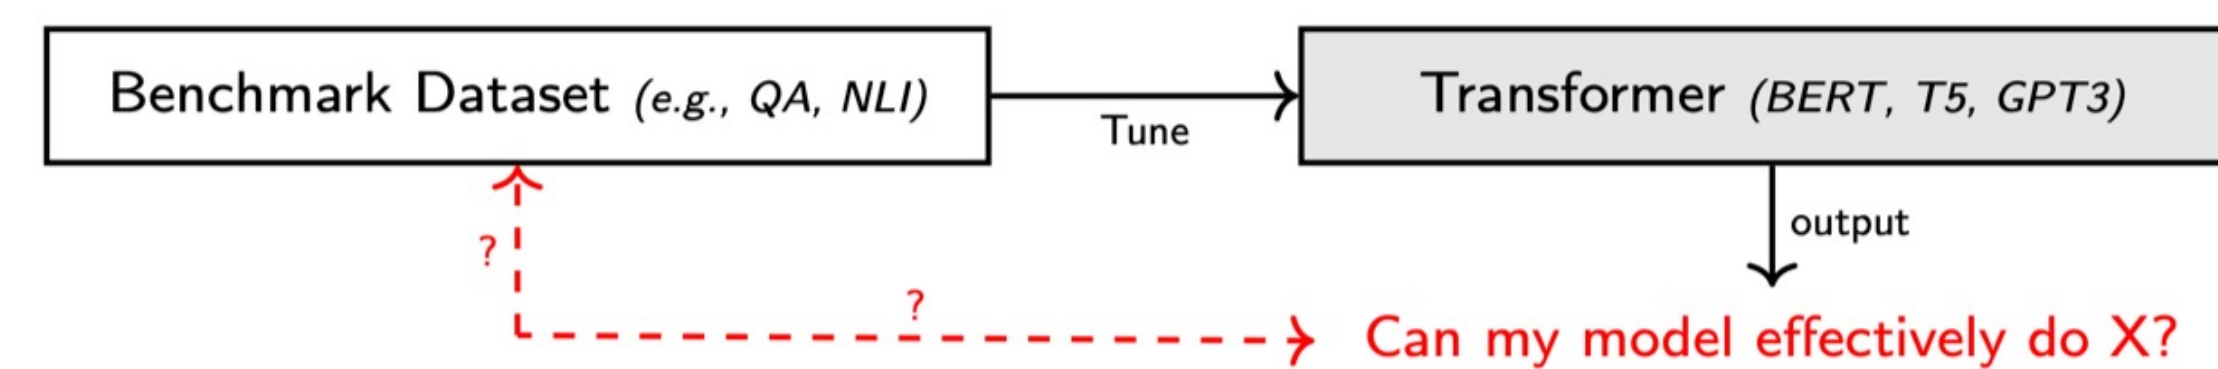 Benchmark Dataset (e.g., QA, NLI)
Tune
Transformer (BERT, T5, GPT3)
output
?
?
Can my model effectively do X?